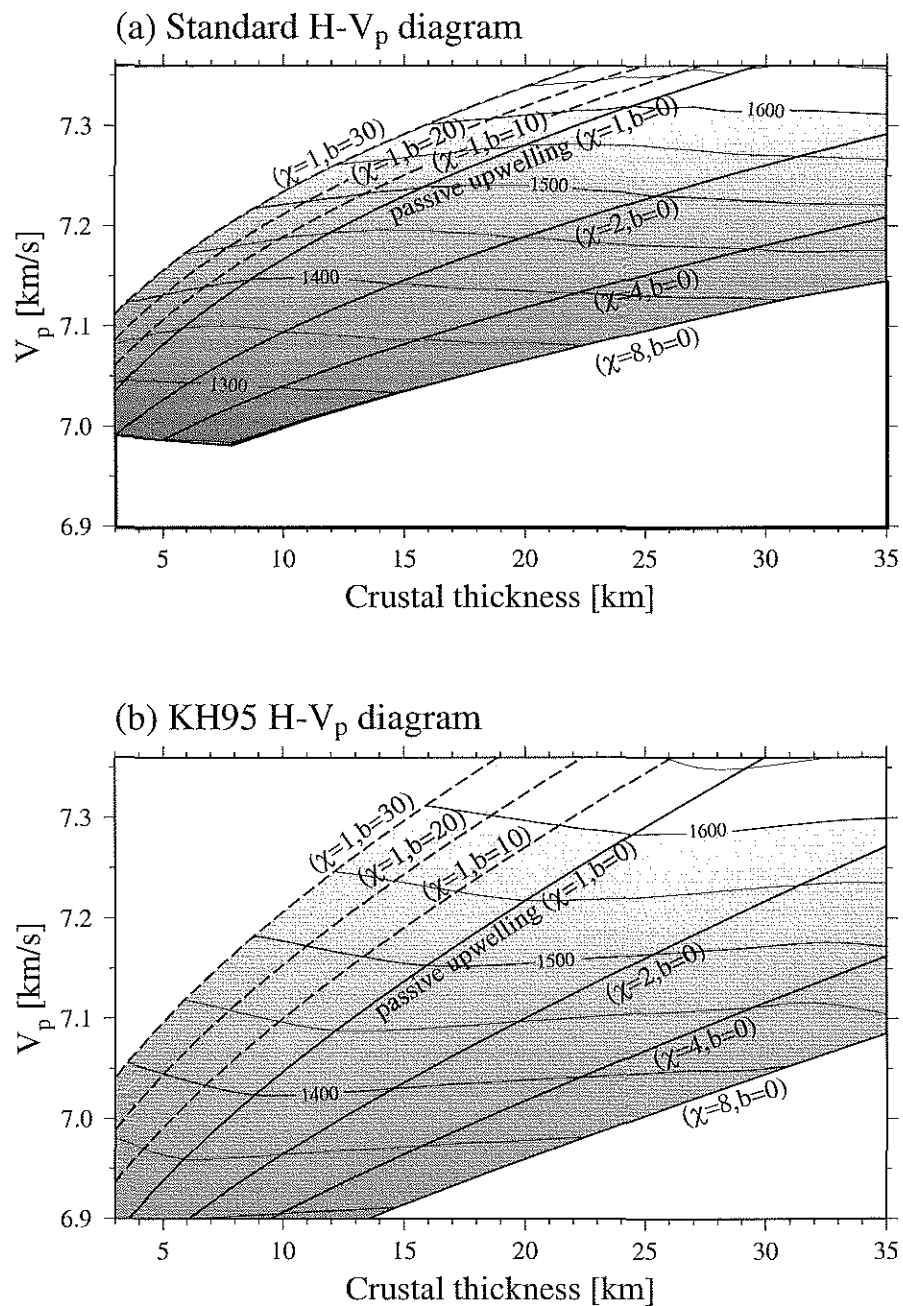 (a) Standard H-Vp diagram
Vp [km/s]
7.3
7.2
7.1
7.0
6.9
(χ=1,b=30)
(χ=1,b=20)
(χ=1,b=10)
passive upwelling (χ=1,b=0)
(χ=2,b=0)
(χ=4,b=0)
(χ=8,b=0)
1600
1500
1400
1300
5 10 15 20 25 30 35
Crustal thickness [km]
(b) KH95 H-Vp diagram
Vp [km/s]
7.3
7.2
7.1
7.0
6.9
(χ=1,b=30)
(χ=1,b=20)
(χ=1,b=10)
passive upwelling (χ=1,b=0)
(χ=2,b=0)
(χ=4,b=0)
(χ=8,b=0)
1600
1500
1400
5 10 15 20 25 30 35
Crustal thickness [km]